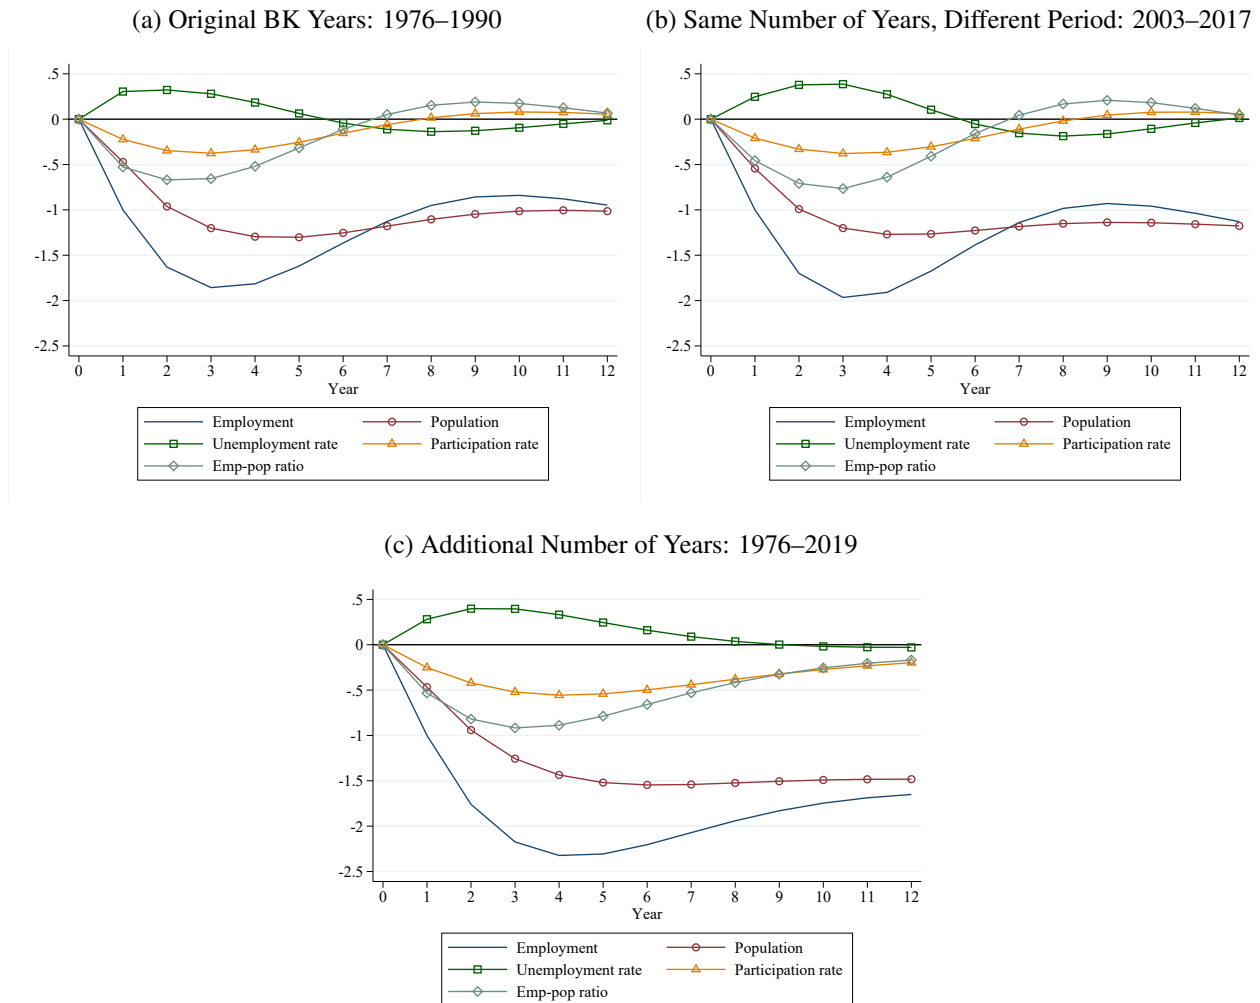 (a) Original BK Years: 1976–1990
.5
0
-.5
-1
-1.5
-2
-2.5
0 1 2 3 4 5 6 7 8 9 10 11 12
Year
Employment Population
Unemployment rate Participation rate
Emp-pop ratio
(b) Same Number of Years, Different Period: 2003–2017
.5
0
-.5
-1
-1.5
-2
-2.5
0 1 2 3 4 5 6 7 8 9 10 11 12
Year
Employment Population
Unemployment rate Participation rate
Emp-pop ratio
(c) Additional Number of Years: 1976–2019
.5
0
-.5
-1
-1.5
-2
-2.5
0 1 2 3 4 5 6 7 8 9 10 11 12
Year
Employment Population
Unemployment rate Participation rate
Emp-pop ratio